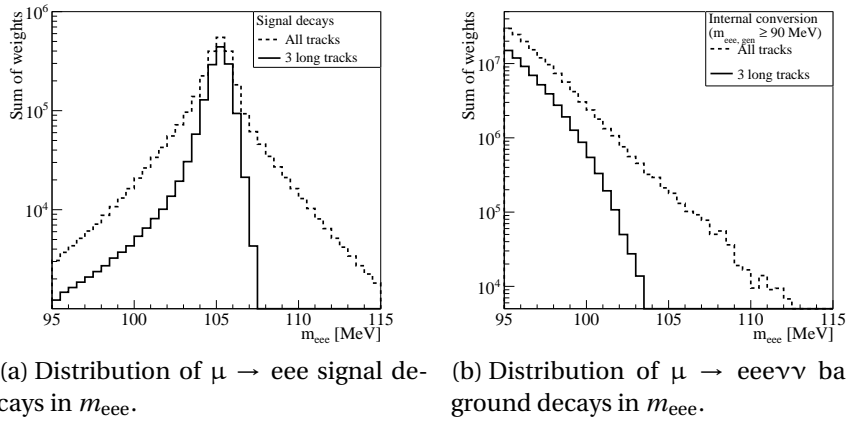 Sum of weights
10^6
10^5
10^4
Signal decays
All tracks
3 long tracks
95 100 105 110 115
m_eee [MeV]
Sum of weights
10^7
10^6
10^5
10^4
Internal conversion
(m_eee, gen ≥ 90 MeV)
All tracks
3 long tracks
95 100 105 110 115
m_eee [MeV]
(a) Distribution of μ → eee signal de-
cays in m_eee.
(b) Distribution of μ → eeeνν ba
ground decays in m_eee.